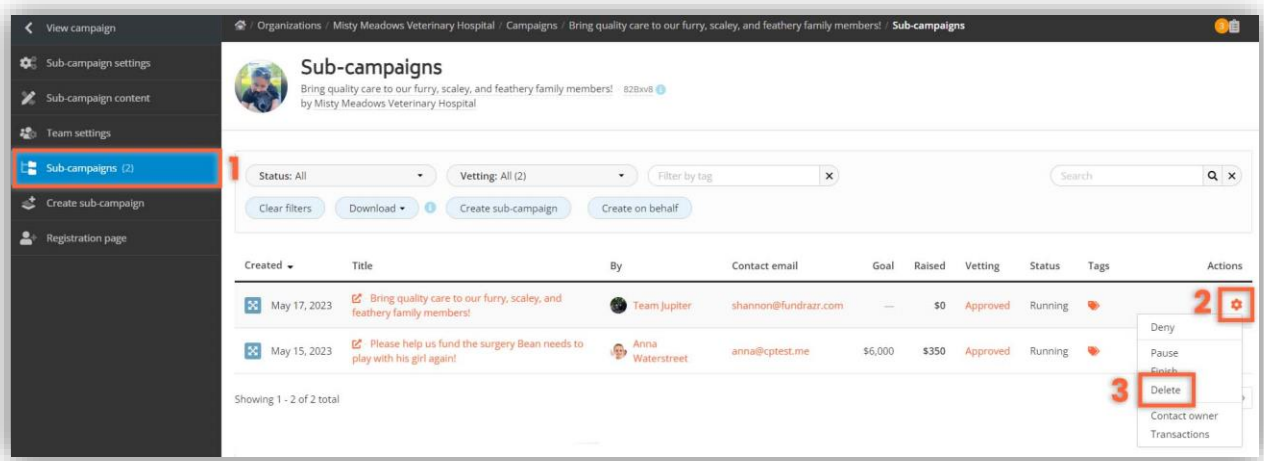 View campaign
/ Organizations / Misty Meadows Veterinary Hospital / Campaigns / Bring quality care to our furry, scaley, and feathery family members! / Sub-campaigns
3
Sub-campaign settings
Sub-campaign content
Team settings
Sub-campaigns (2)
Create sub-campaign
Registration page
Sub-campaigns
Bring quality care to our furry, scaley, and feathery family members! 82Bxv8
by Misty Meadows Veterinary Hospital
1
Status: All Vetting: All (2) Filter by tag x Search x
Clear filters Download Create sub-campaign Create on behalf
Created Title By Contact email Goal Raised Vetting Status Tags Actions
May 17, 2023 Bring quality care to our furry, scaley, and Team Jupiter shannon@fundrazr.com — $0 Approved Running 2
feathery family members!
May 15, 2023 Please help us fund the surgery Bean needs to Anna anna@cptest.me $6,000 $350 Approved Running
play with his girl again! Waterstreet
Deny
Pause
Finish
3 Delete
Contact owner
Transactions
Showing 1 - 2 of 2 total